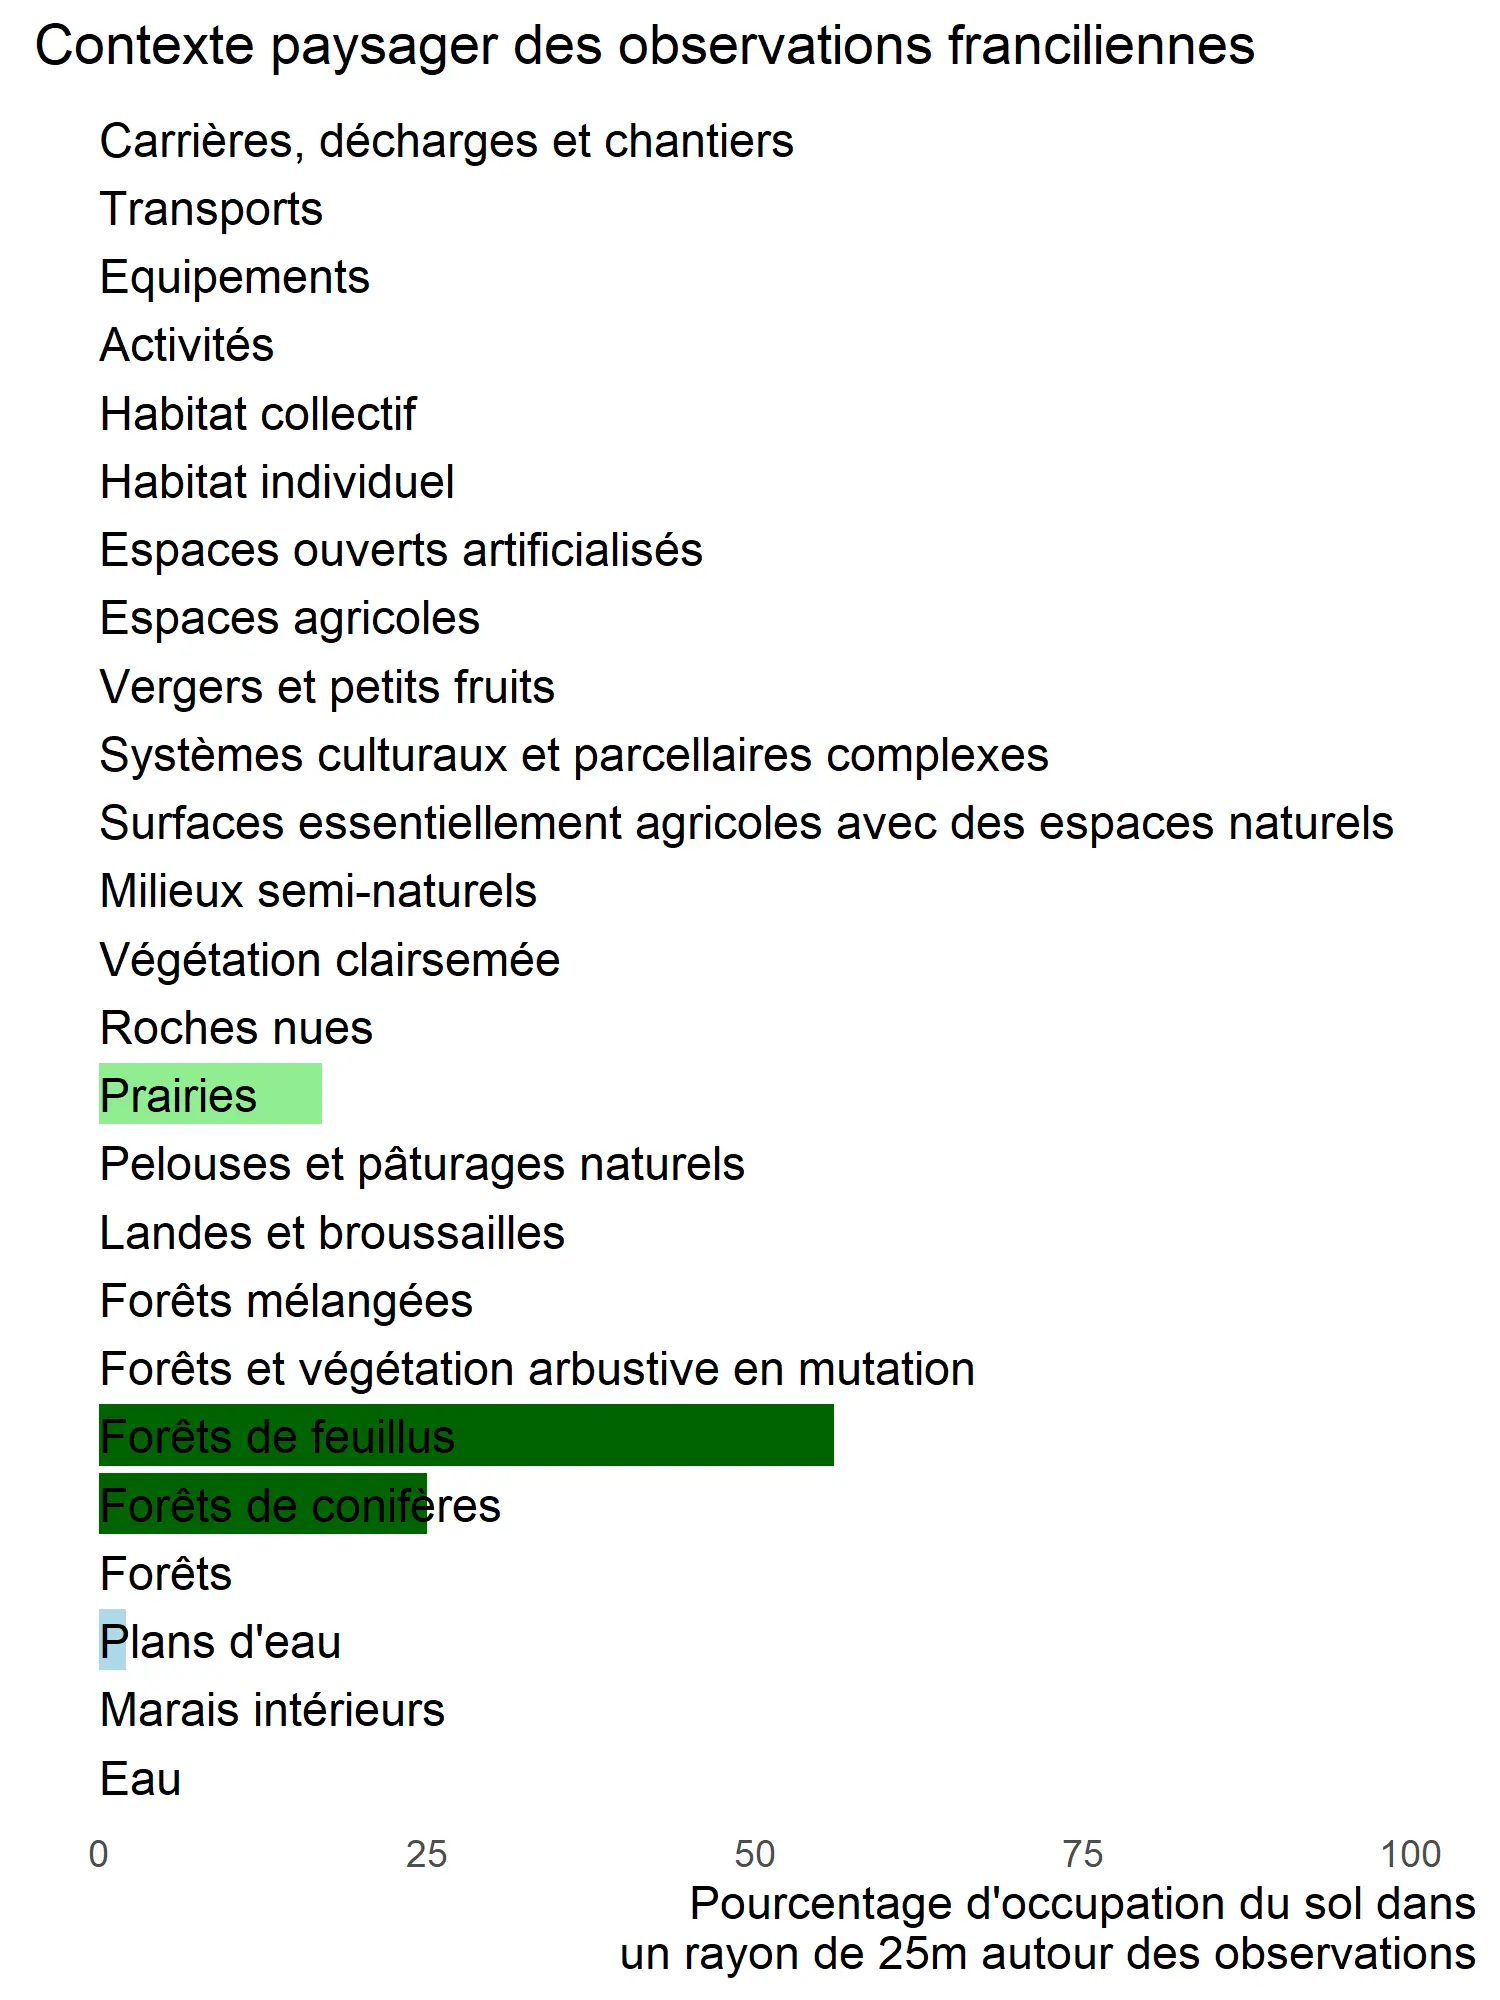 Contexte paysager des observations franciliennes
Carrières, décharges et chantiers
Transports
Equipements
Activités
Habitat collectif
Habitat individuel
Espaces ouverts artificialisés
Espaces agricoles
Vergers et petits fruits
Systèmes culturaux et parcellaires complexes
Surfaces essentiellement agricoles avec des espaces naturels
Milieux semi-naturels
Végétation clairsemée
Roches nues
Prairies
Pelouses et pâturages naturels
Landes et broussailles
Forêts mélangées
Forêts et végétation arbustive en mutation
Forêts de feuillus
Forêts de conifères
Forêts
Plans d'eau
Marais intérieurs
Eau
0 25 50 75 100
Pourcentage d'occupation du sol dans
un rayon de 25m autour des observations